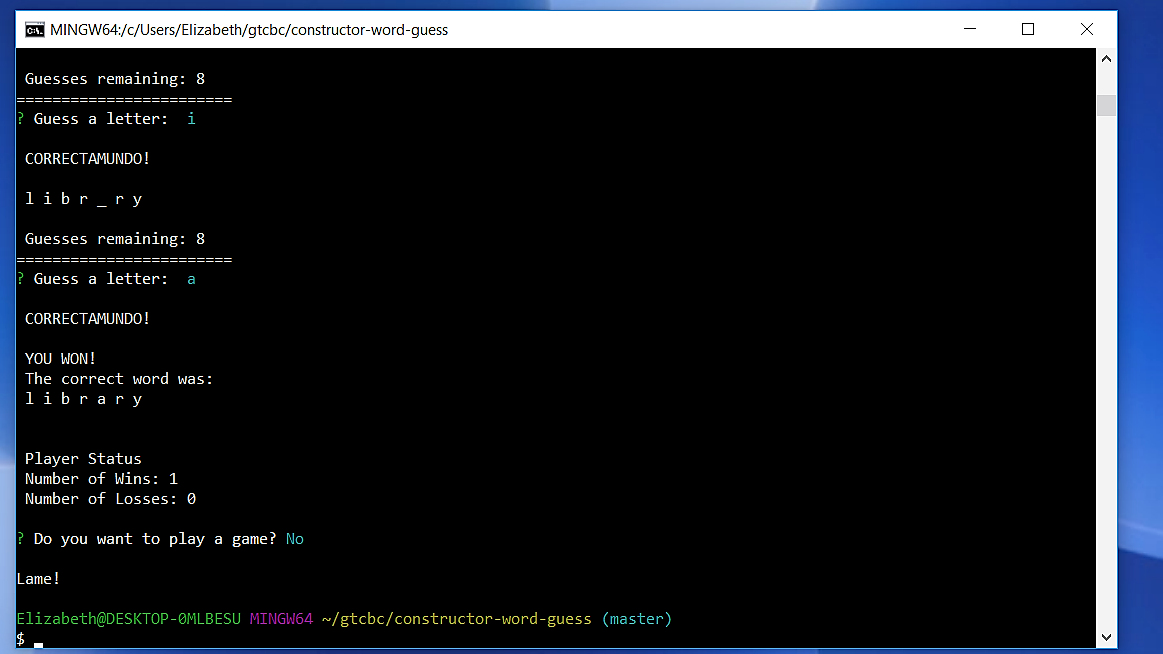 MINGW64:/c/Users/Elizabeth/gtcbc/constructor-word-guess
Guesses remaining: 8
========================
? Guess a letter:  i
CORRECTAMUNDO!
l i b r _ r y
Guesses remaining: 8
========================
? Guess a letter:  a
CORRECTAMUNDO!
YOU WON!
The correct word was:
l i b r a r y
Player Status
Number of Wins: 1
Number of Losses: 0
? Do you want to play a game? No
Lame!
Elizabeth@DESKTOP-0MLBESU MINGW64 ~/gtcbc/constructor-word-guess (master)
$